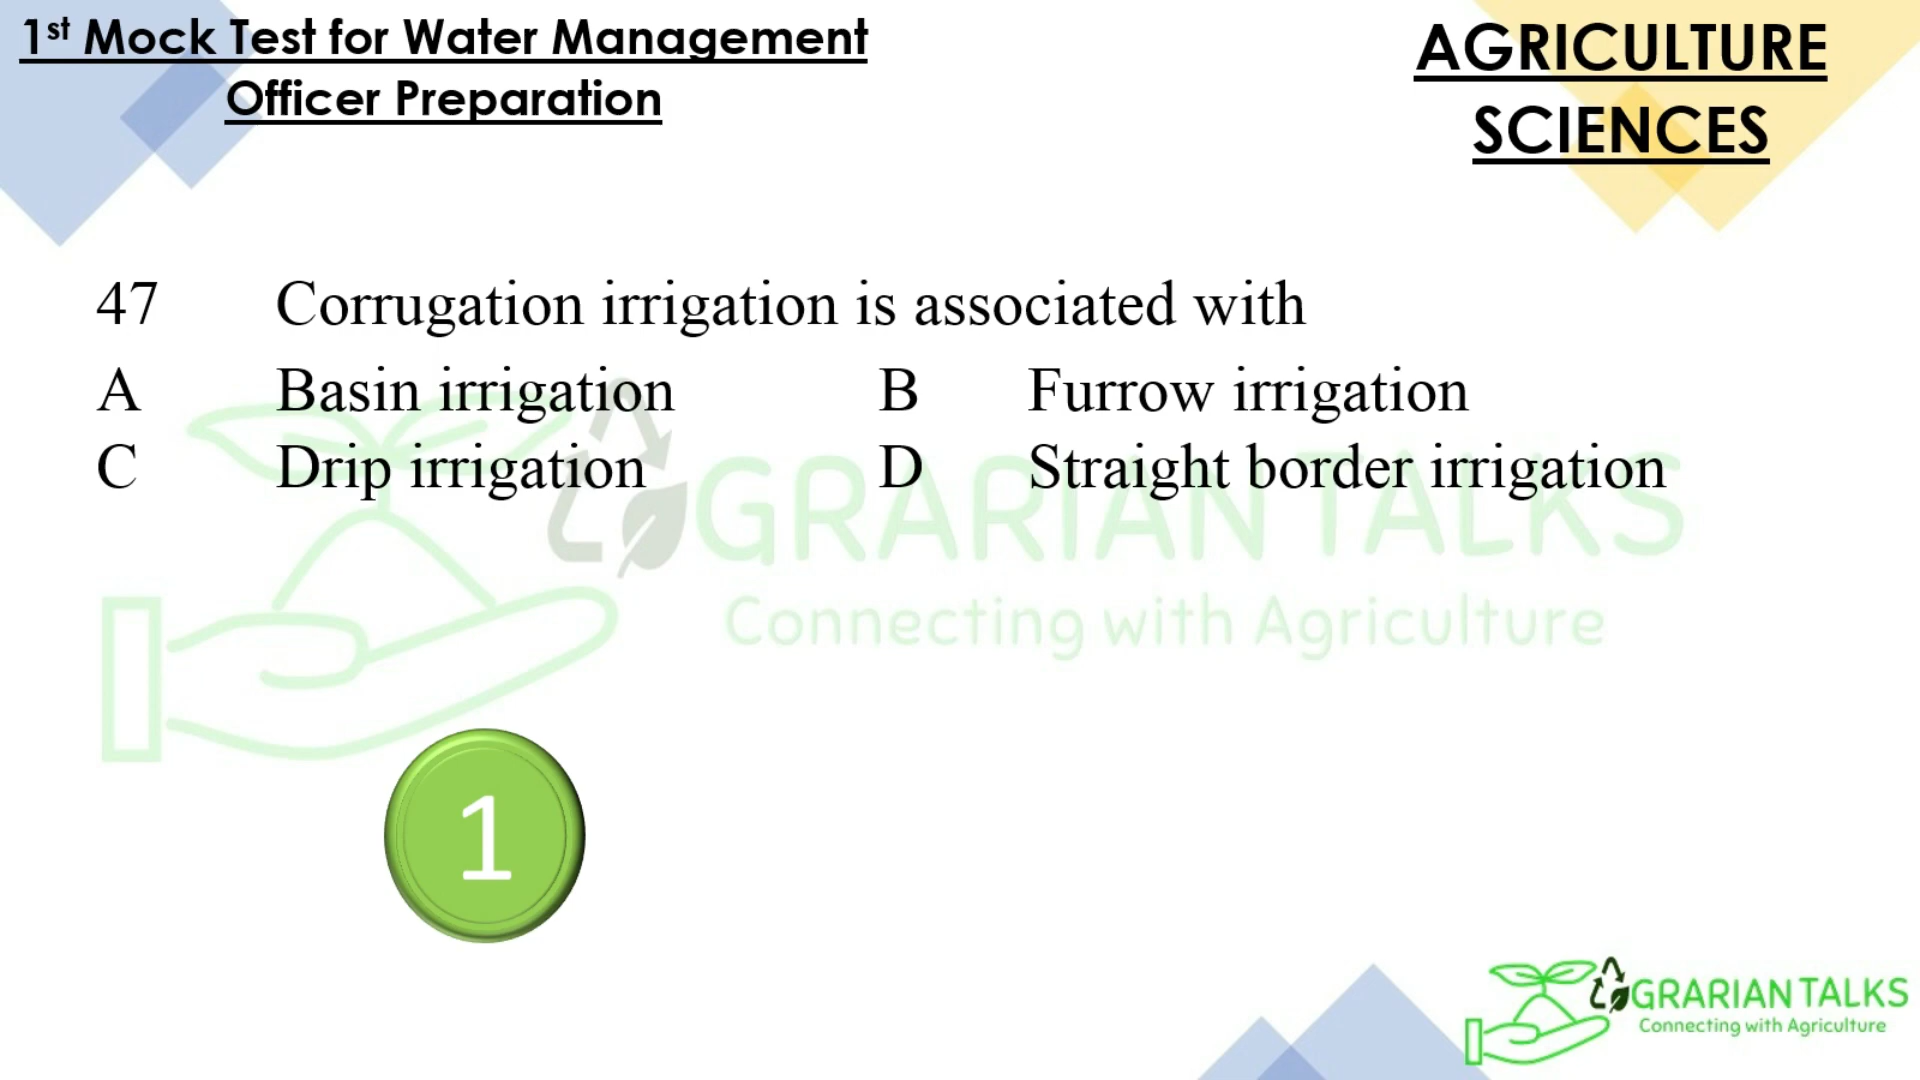 1st Mock Test for Water Management
Officer Preparation
AGRICULTURE
SCIENCES
47 Corrugation irrigation is associated with
A Basin irrigation B Furrow irrigation
C Drip irrigation D Straight border irrigation
GRARIAN TALKS
Connecting with Agriculture
1
GRARIAN TALKS
Connecting with Agriculture